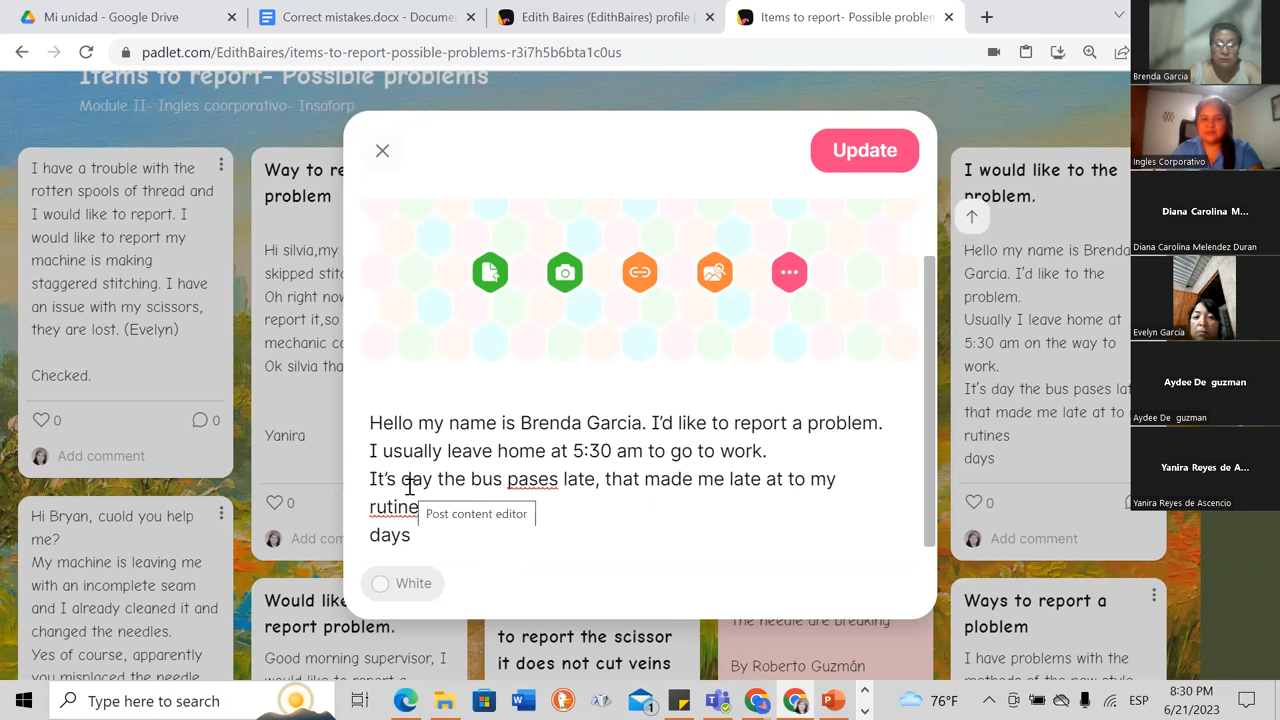 Mi unidad - Google Drive
Correct mistakes.docx - Docume
Edith Baires (EdithBaires) profile
Items to report- Possible problem
padlet.com/EdithBaires/items-to-report-possible-problems-r3i7h5b6bta1c0us
Items to report- Possible problems
Module II- Ingles coorporativo- Insaforp
I have a trouble with the
rotten spools of thread and
I would like to report. I
would like to report my
machine is making
staggered stitching. I have
an issue with my scissors,
they are lost. (Evelyn)
Checked.
0
0
Add comment
Hi Bryan, cuold you help
me?
My machine is leaving me
with an incomplete seam
and I already cleaned it and
changed the needles.
Yes of course, apparently
you misplaced the needle
Way to re
problem
Hi silvia,my
skipped stit
Oh right now
report it,so
mechanic co
Ok silvia tha
Yanira
0
Add com
Would like
report problem.
Good morning supervisor, I
would like to report a
Update
Hello my name is Brenda Garcia. I'd like to report a problem.
I usually leave home at 5:30 am to go to work.
It's day the bus pases late, that made me late at to my
rutine
days
Post content editor
White
to report the scissor
it does not cut veins
The needle are breaking
By Roberto Guzmán
I would like to the
problem.
Hello my name is Brenda
Garcia. I'd like to the
problem.
Usually I leave home at
5:30 am on the way to
work.
It's day the bus pases lat
that made me late at to
rutines
days
0
Add comment
Ways to report a
ploblem
I have problems with the
methods of the new style
Brenda Garcia
Ingles Corporativo
Diana Carolina M...
Diana Carolina Melendez Duran
Evelyn García
Aydee De guzman
Aydee De guzman
Yanira Reyes de A...
Yanira Reyes de Ascencio
Type here to search
1
76°F
ESP
8:30 PM
6/21/2023